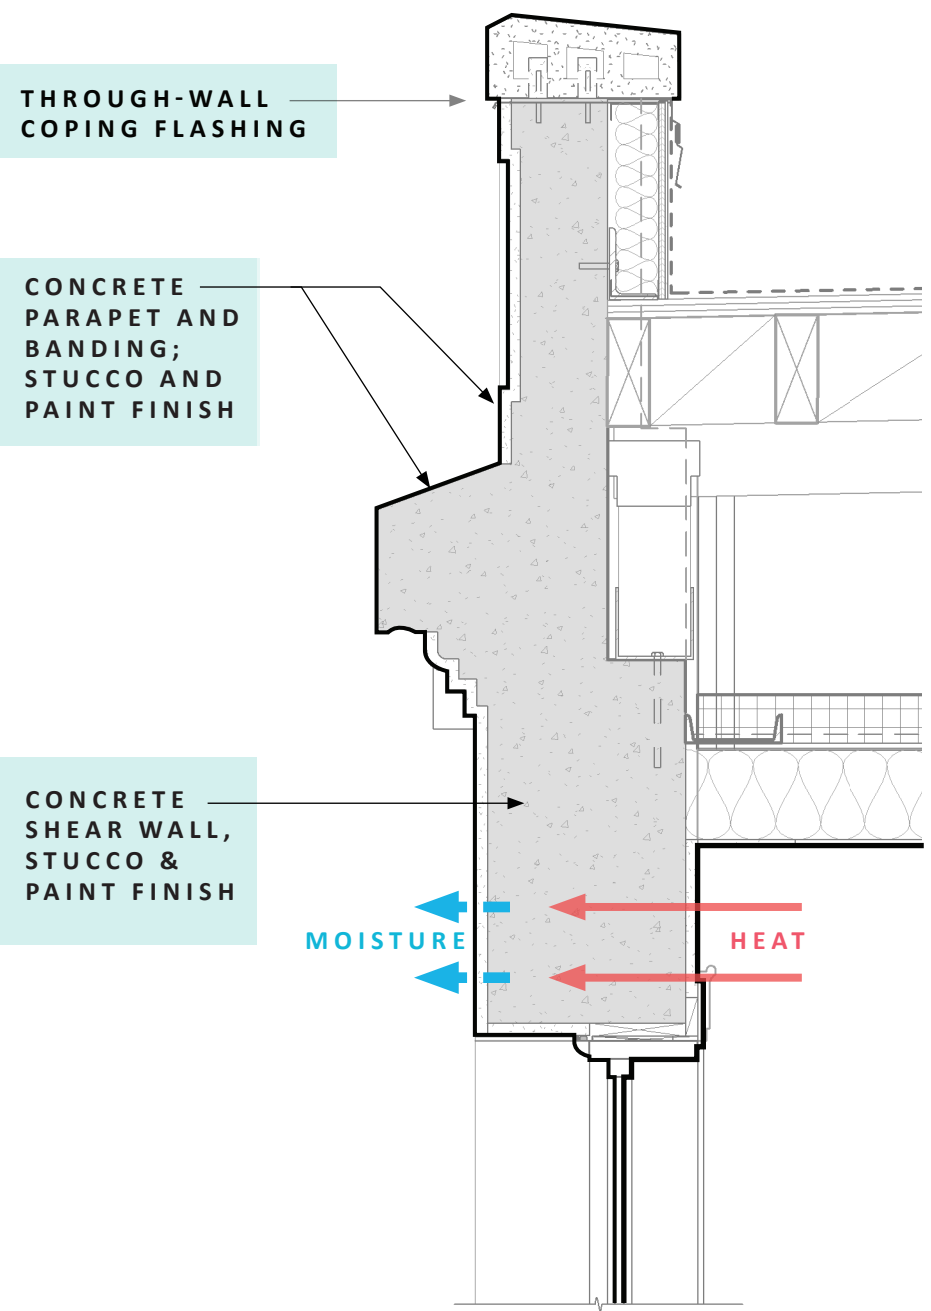 THROUGH-WALL
COPING FLASHING
CONCRETE
PARAPET AND
BANDING;
STUCCO AND
PAINT FINISH
CONCRETE
SHEAR WALL,
STUCCO &
PAINT FINISH
MOISTURE
HEAT